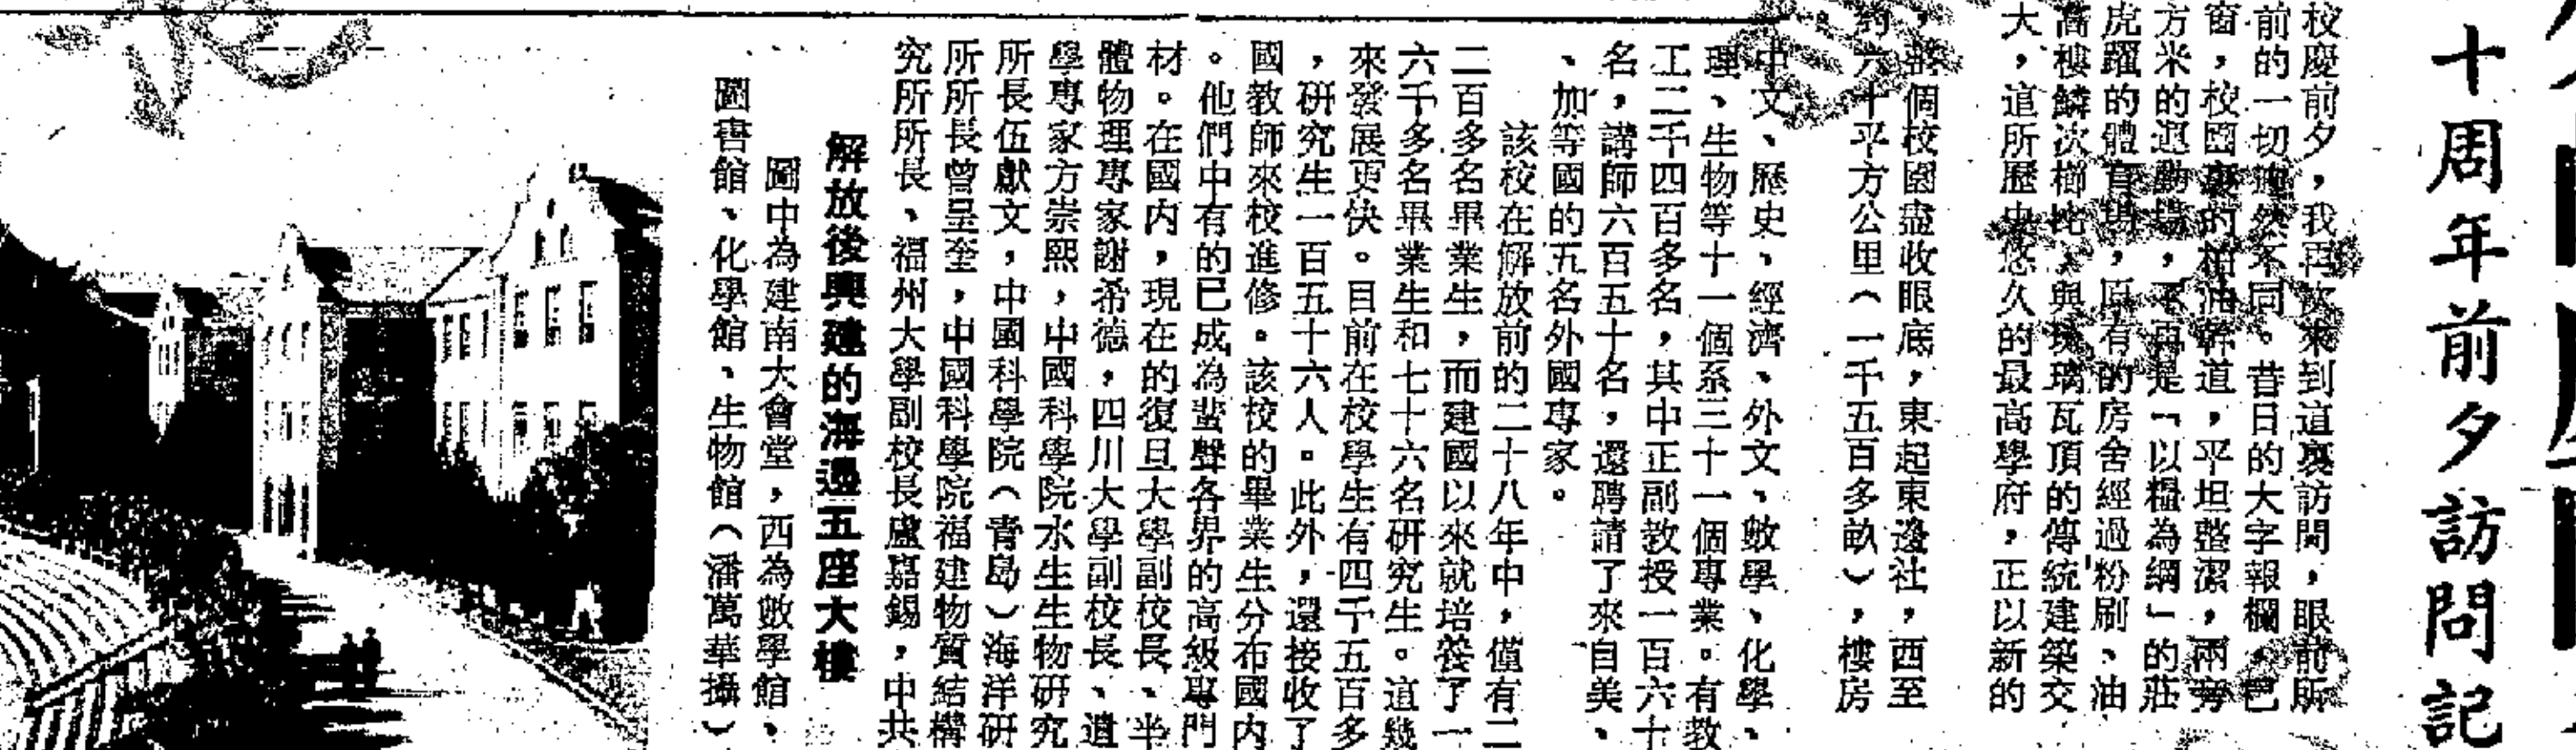 十周年前夕訪問記
校慶前夕，我再次來到這裏訪問，眼前所
前的一切迥然不同。昔日的大字報欄，已
窗，校園裏的柏油幹道，平坦整潔，兩旁
方米的運動場，不再是「以糧為綱」的莊
虎躍的體育場，原有的房舍經過粉刷、油
高樓鱗次櫛比，與琉璃瓦頂的傳統建築交
大，這所歷史悠久的最高學府，正以新的
，整個校園盡收眼底，東起東邊社，西至
約六十平方公里（一千五百多畝），樓房
中文、歷史、經濟、外文、數學、化學、
理、生物等十一個系三十一個專業。有教
工二千四百多名，其中正副教授一百六十
名，講師六百五十名，還聘請了來自美、
、加等國的五名外國專家。
該校在解放前的二十八年中，僅有二
二百多名畢業生，而建國以來就培養了一
六千多名畢業生和七十六名研究生。這幾
來發展更快。目前在校學生有四千五百多
，研究生一百五十六人。此外，還接收了
國教師來校進修。該校的畢業生分布國內
。他們中有的已成為蜚聲各界的高級專門
材。在國內，現在的復旦大學副校長、半
體物理專家謝希德，四川大學副校長、遺
學專家方崇熙，中國科學院水生生物研究
所長伍獻文，中國科學院（青島）海洋研
所所長曾呈奎，中國科學院福建物質結構
究所所長、福州大學副校長盧嘉錫，中共
解放後興建的海邊五座大樓
圖中為建南大會堂，西為數學館、
圖書館、化學館、生物館（潘萬華攝）